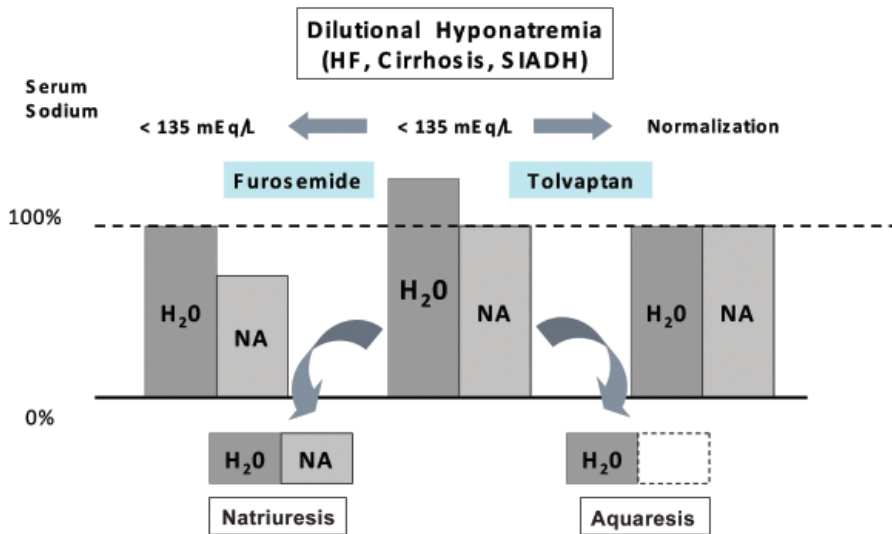 Dilutional Hyponatremia
(HF, Cirrhosis, SIADH)
Serum
Sodium
< 135 mEq/L
< 135 mEq/L
Normalization
Furosemide
Tolvaptan
100%
H₂0
NA
H₂0
NA
H₂0
NA
0%
H₂0
NA
H₂0
Natriuresis
Aquaresis